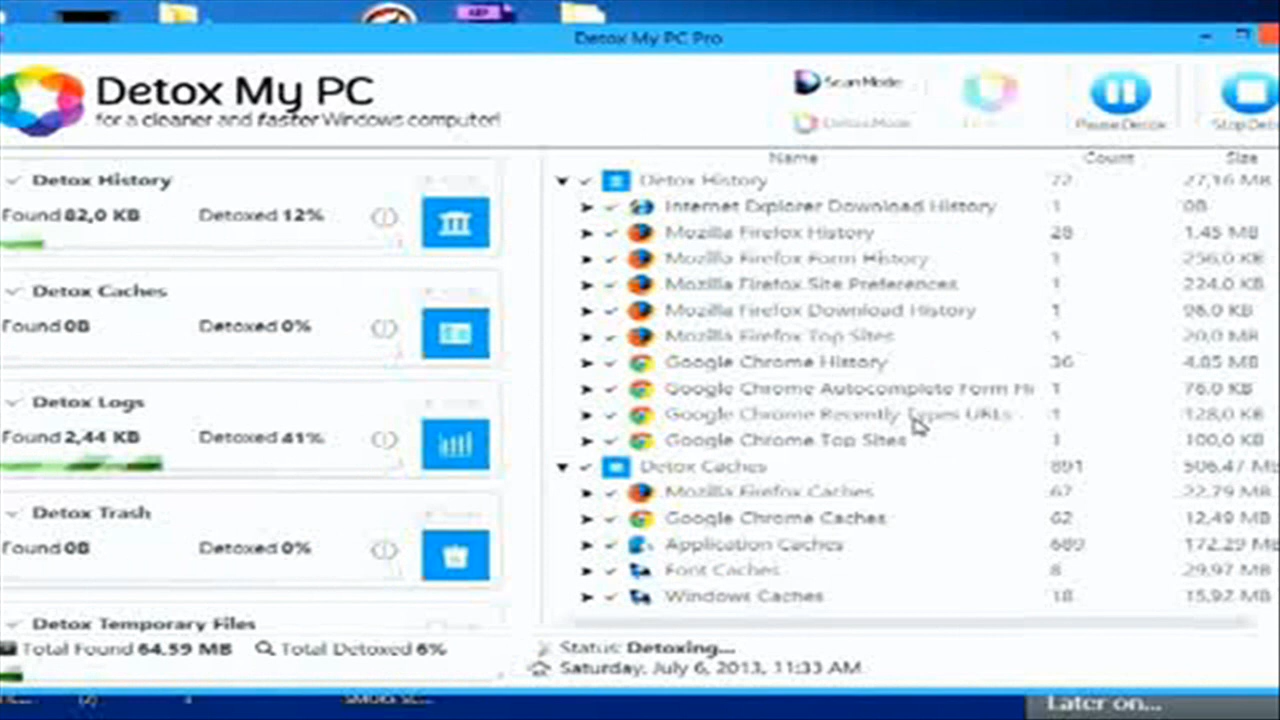 Detox My PC Pro
Detox My PC
for a cleaner and faster Windows computer!
Scan Mode
Detox Mode
Pause Detox
Stop
Name Count Size
Detox History
Found 82,0 KB Detoxed 12%
Detox Caches
Found 0B Detoxed 0%
Detox Logs
Found 2,44 KB Detoxed 41%
Detox Trash
Found 0B Detoxed 0%
Detox Temporary Files
Total Found 64.59 MB Total Detoxed 6%
Detox History 72 27,16 MB
Internet Explorer Download History 1 0B
Mozilla Firefox History 28 1.45 MB
Mozilla Firefox Form History 1 256.0 KB
Mozilla Firefox Site Preferences 1 224.0 KB
Mozilla Firefox Download History 1 96.0 KB
Mozilla Firefox Top Sites 20,0 MB
Google Chrome History 36 4.85 MB
Google Chrome Autocomplete Form Hi 1 76.0 KB
Google Chrome Recently Types URLs 1 128,0 KB
Google Chrome Top Sites 1 100,0 KB
Detox Caches 891 506.47 MB
Mozilla Firefox Caches 67 22.79 MB
Google Chrome Caches 62 12,49 MB
Application Caches 689 172.29 MB
Font Caches 8 29,97 MB
Windows Caches 18 15,92 MB
Status: Detoxing...
Saturday, July 6, 2013, 11:33 AM
Later on...